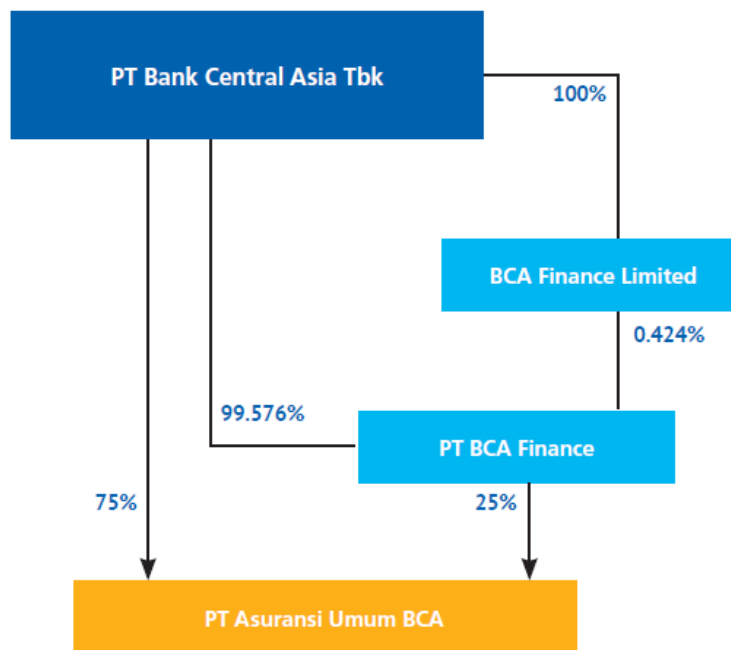 PT Bank Central Asia Tbk
100%
BCA Finance Limited
0.424%
99.576%
PT BCA Finance
75%
25%
PT Asuransi Umum BCA